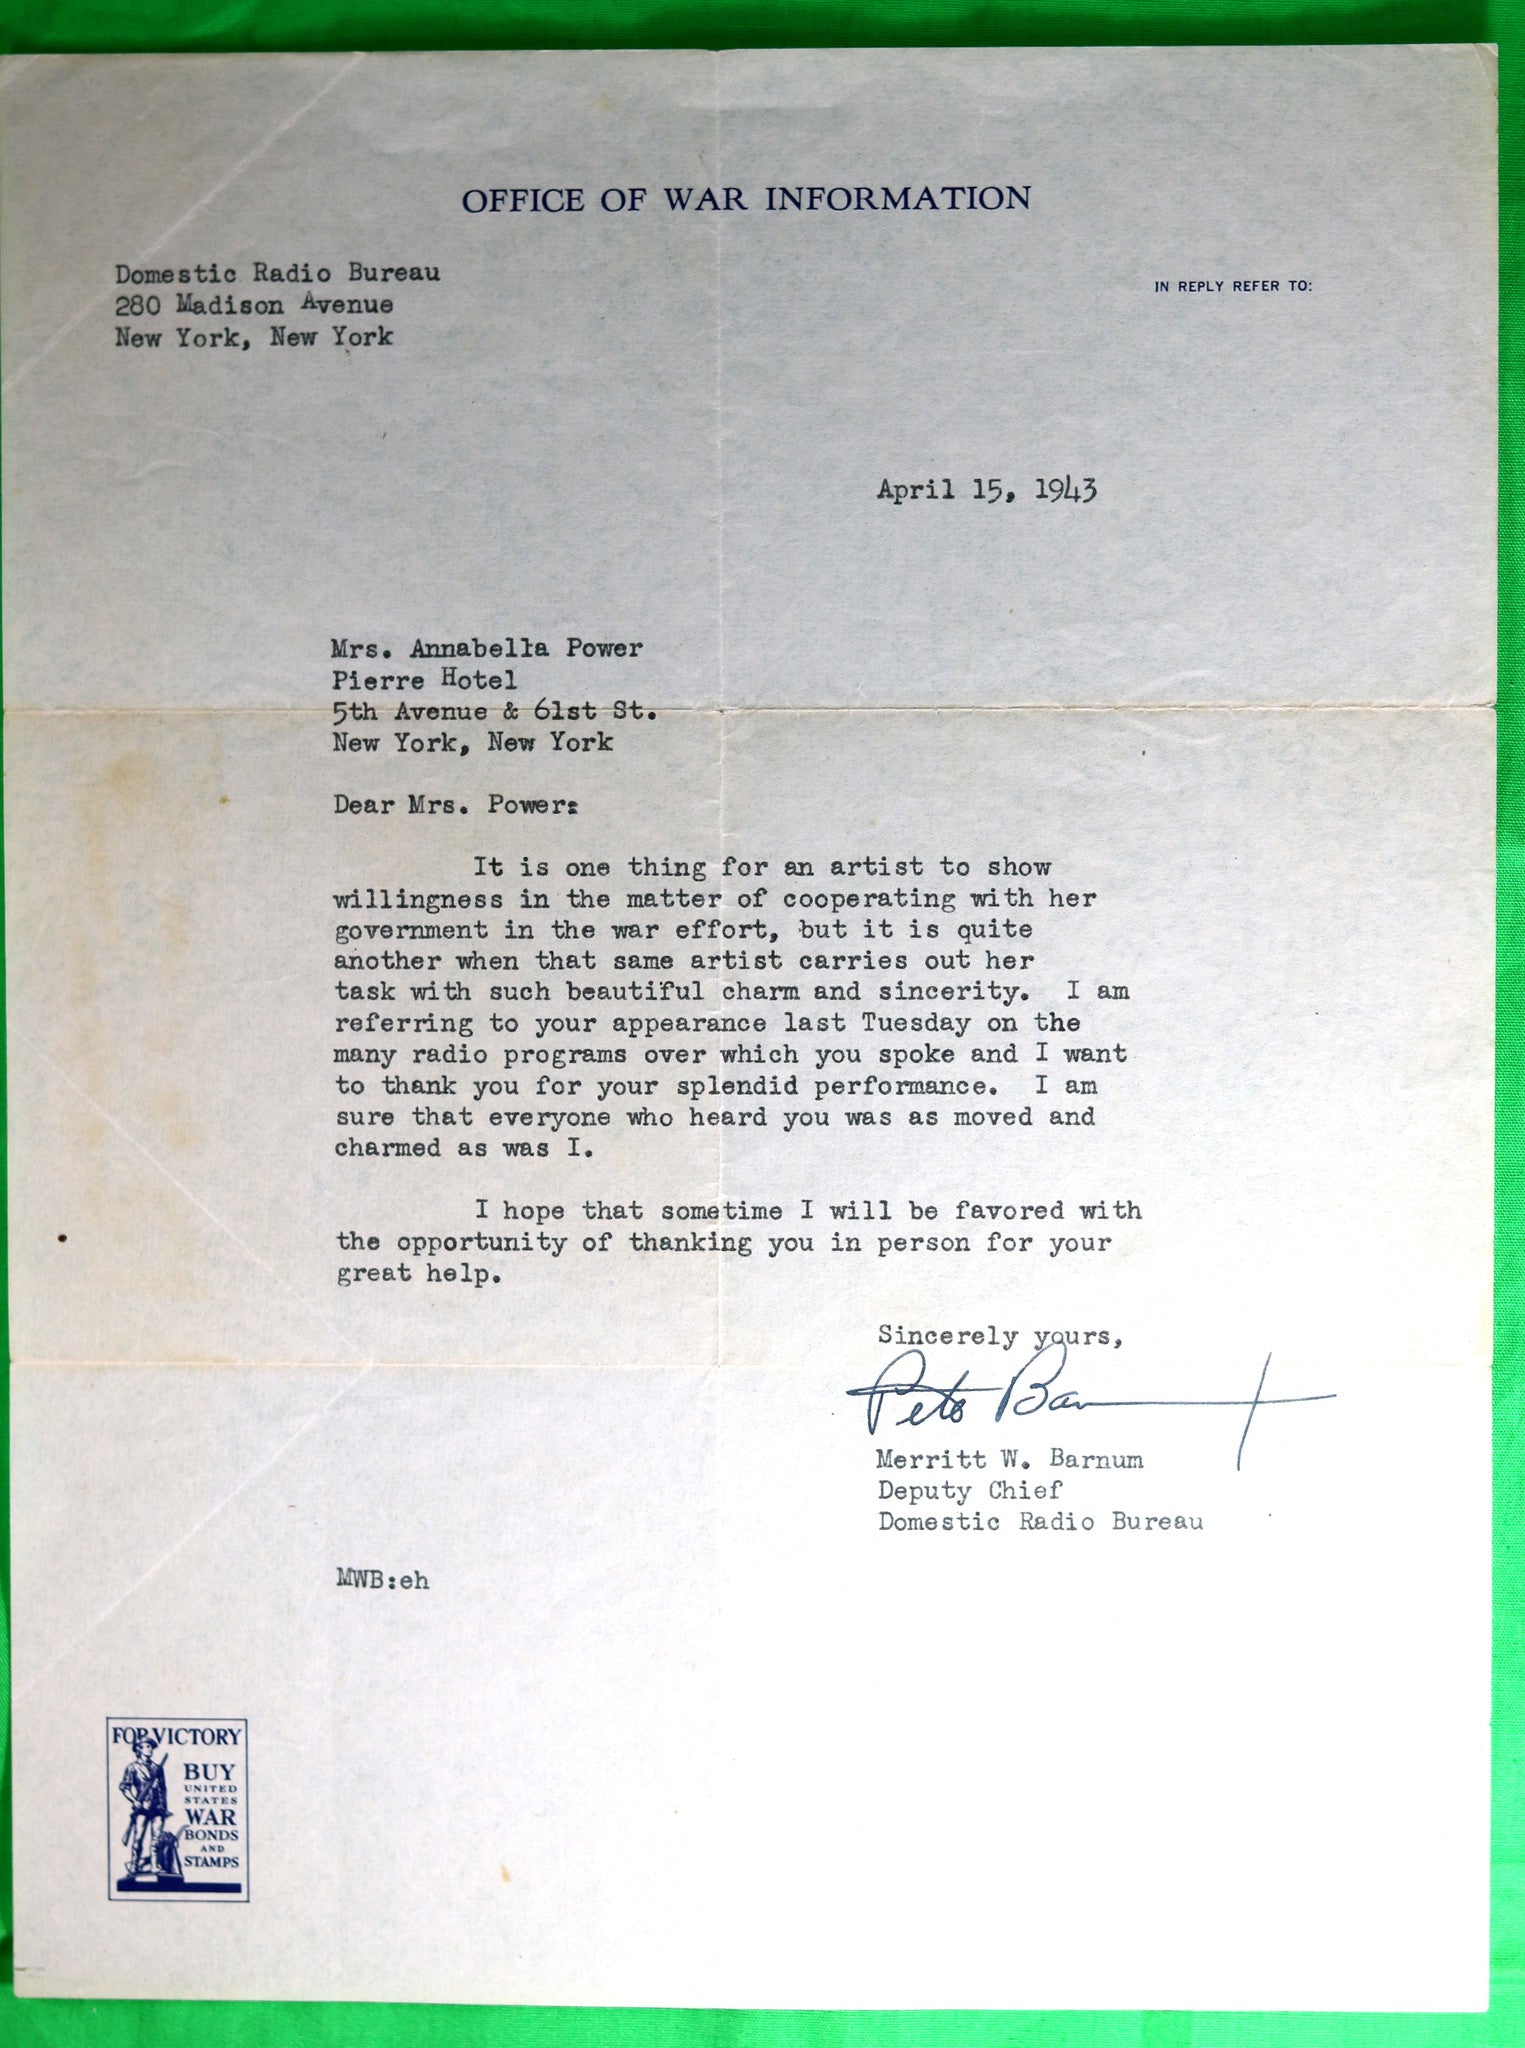 OFFICE OF WAR INFORMATION
Domestic Radio Bureau
280 Madison Avenue
New York, New York
IN REPLY REFER TO:
April 15, 1943
Mrs. Annabella Power
Pierre Hotel
5th Avenue & 61st St.
New York, New York
Dear Mrs. Power:
It is one thing for an artist to show
willingness in the matter of cooperating with her
government in the war effort, but it is quite
another when that same artist carries out her
task with such beautiful charm and sincerity. I am
referring to your appearance last Tuesday on the
many radio programs over which you spoke and I want
to thank you for your splendid performance. I am
sure that everyone who heard you was as moved and
charmed as was I.
I hope that sometime I will be favored with
the opportunity of thanking you in person for your
great help.
Sincerely yours,
Pete Barnum
Merritt W. Barnum
Deputy Chief
Domestic Radio Bureau
MWB:eh
FOR VICTORY
BUY
UNITED
STATES
WAR
BONDS
AND
STAMPS